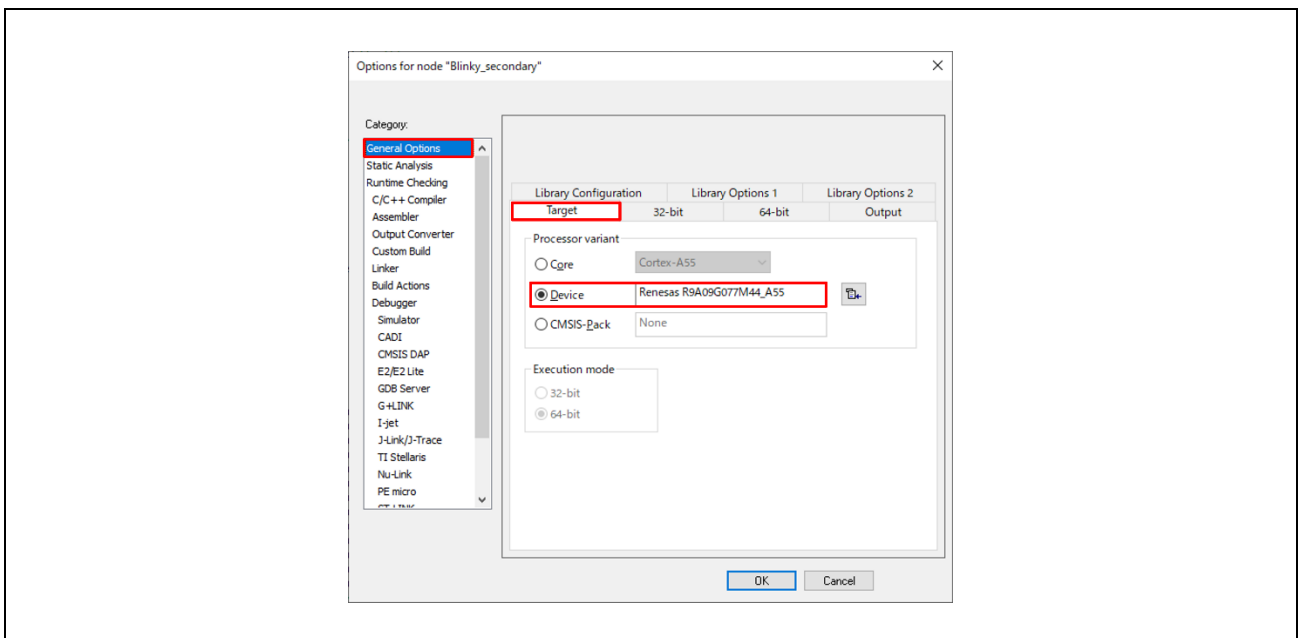 Options for node "Blinky_secondary"
Category:
General Options
Static Analysis
Runtime Checking
C/C++ Compiler
Assembler
Output Converter
Custom Build
Linker
Build Actions
Debugger
Simulator
CADI
CMSIS DAP
E2/E2 Lite
GDB Server
G+LINK
I-jet
J-Link/J-Trace
TI Stellaris
Nu-Link
PE micro
ST-LINK
Library Configuration Library Options 1 Library Options 2
Target 32-bit 64-bit Output
Processor variant
Core Cortex-A55
Device Renesas R9A09G077M44_A55
CMSIS-Pack None
Execution mode
32-bit
64-bit
OK Cancel